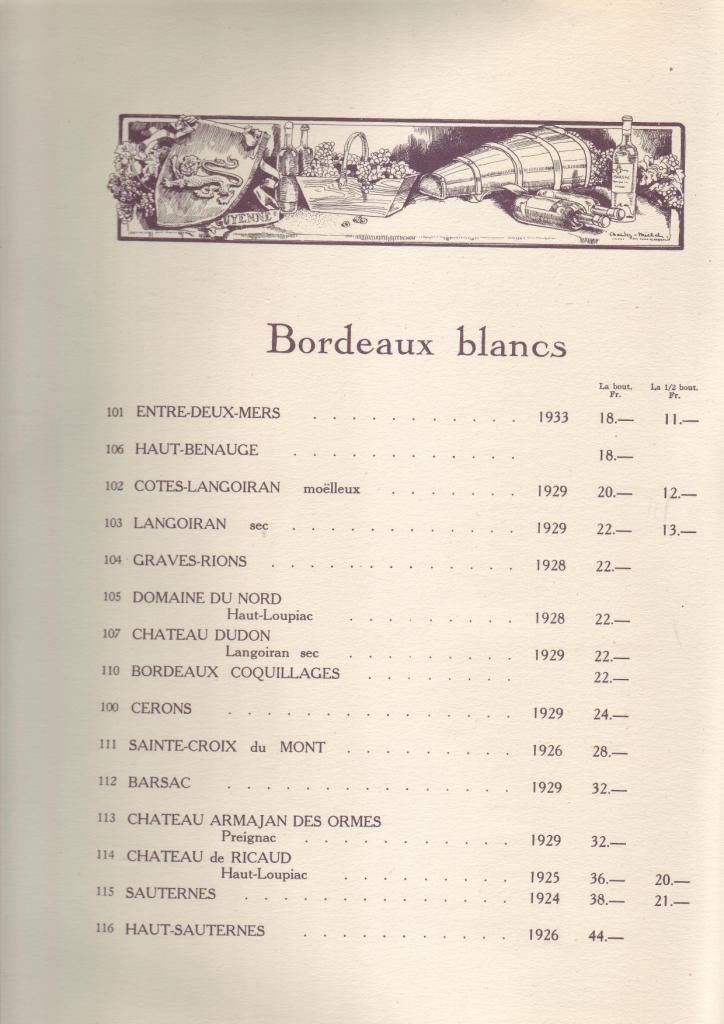 GUYENNE
Charles-Michel
Bordeaux blancs
La bout. La 1/2 bout.
Fr. Fr.
101 ENTRE-DEUX-MERS . . . . . . . . . . . . 1933 18.— 11.—
106 HAUT-BENAUGE . . . . . . . . . . . . 18.—
102 COTES-LANGOIRAN moëlleux . . . . . . . 1929 20.— 12.—
103 LANGOIRAN sec . . . . . . . . . . . . 1929 22.— 13.—
104 GRAVES-RIONS . . . . . . . . . . . . . 1928 22.—
105 DOMAINE DU NORD
Haut-Loupiac . . . . . . . . . 1928 22.—
107 CHATEAU DUDON
Langoiran sec . . . . . . . . . 1929 22.—
110 BORDEAUX COQUILLAGES . . . . . . . . 22.—
100 CERONS . . . . . . . . . . . . . . . 1929 24.—
111 SAINTE-CROIX du MONT . . . . . . . . . 1926 28.—
112 BARSAC . . . . . . . . . . . . . . . 1929 32.—
113 CHATEAU ARMAJAN DES ORMES
Preignac . . . . . . . . . . . 1929 32.—
114 CHATEAU de RICAUD
Haut-Loupiac . . . . . . . . . 1925 36.— 20.—
115 SAUTERNES . . . . . . . . . . . . . . 1924 38.— 21.—
116 HAUT-SAUTERNES . . . . . . . . . . . 1926 44.—